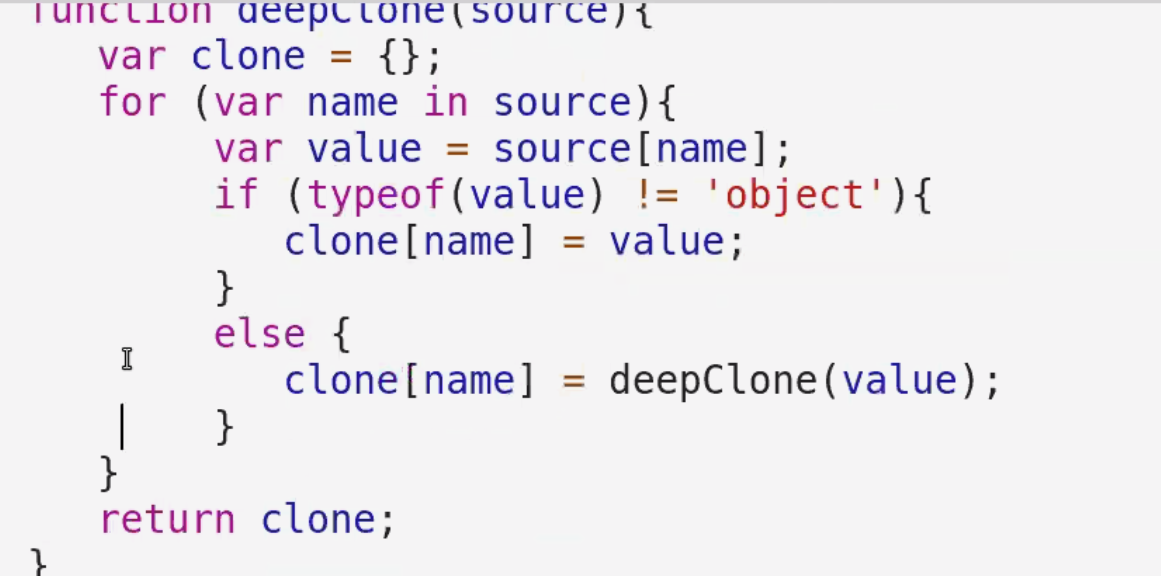 function deepClone(source){
var clone = {};
for (var name in source){
var value = source[name];
if (typeof(value) != 'object'){
clone[name] = value;
}
else {
clone[name] = deepClone(value);
}
}
return clone;
}